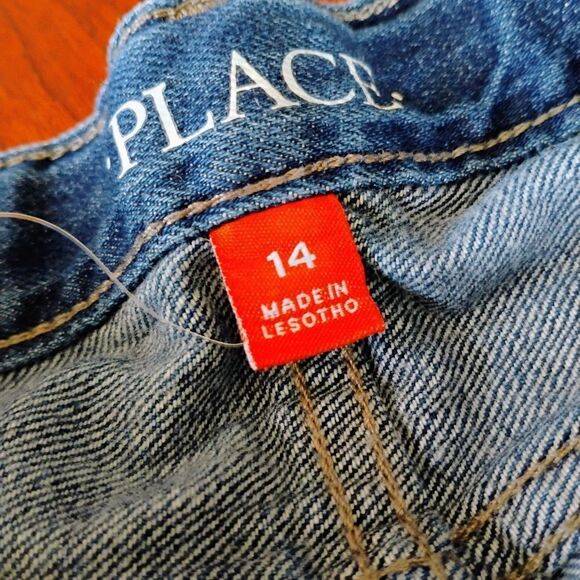 PLACE.
14
MADE IN
LESOTHO